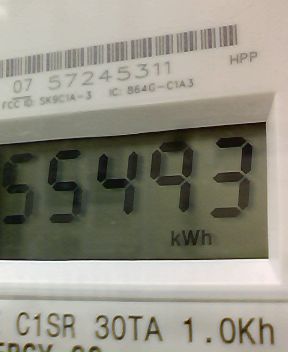 HPP
07 57245311
FCC ID: SK9C1A-3 IC: 864G-C1A3
55493
kWh
C1SR 30TA 1.0Kh